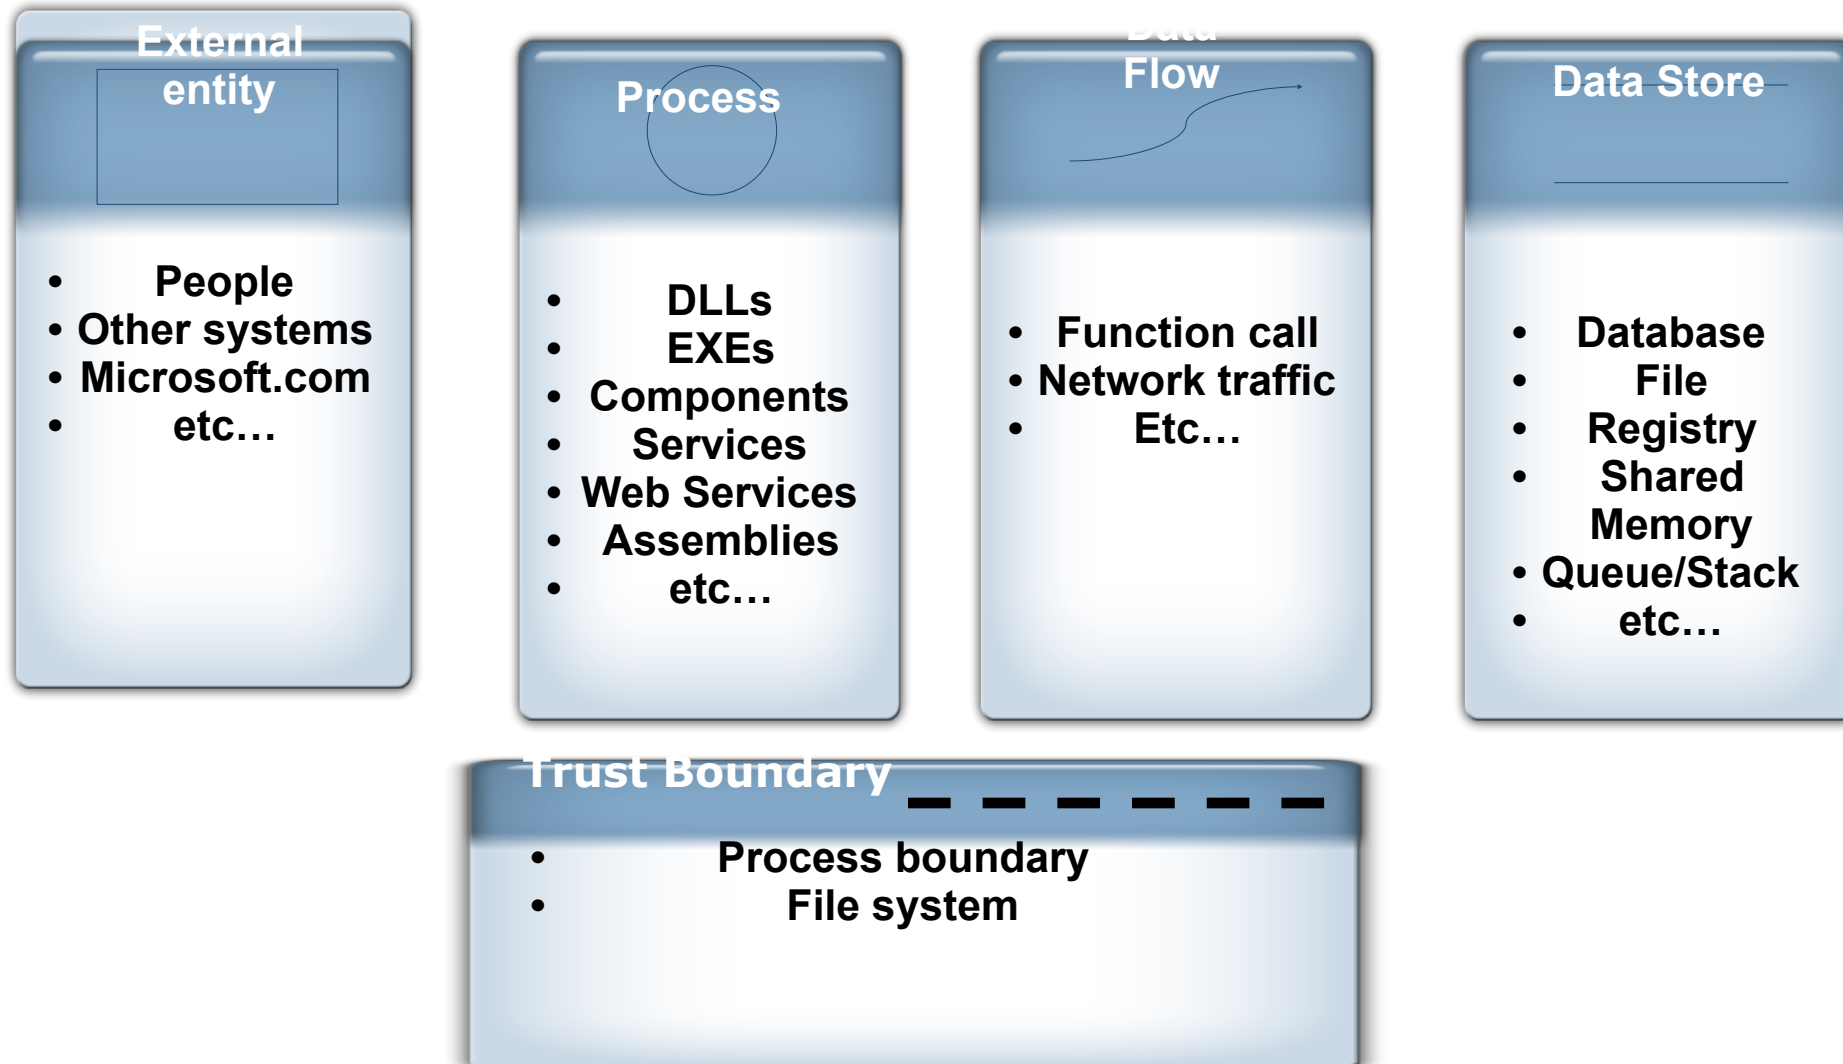 External
entity
• People
• Other systems
• Microsoft.com
• etc…
Process
• DLLs
• EXEs
• Components
• Services
• Web Services
• Assemblies
• etc…
Data
Flow
• Function call
• Network traffic
• Etc…
Data Store
• Database
• File
• Registry
• Shared
Memory
• Queue/Stack
• etc…
Trust Boundary
• Process boundary
• File system